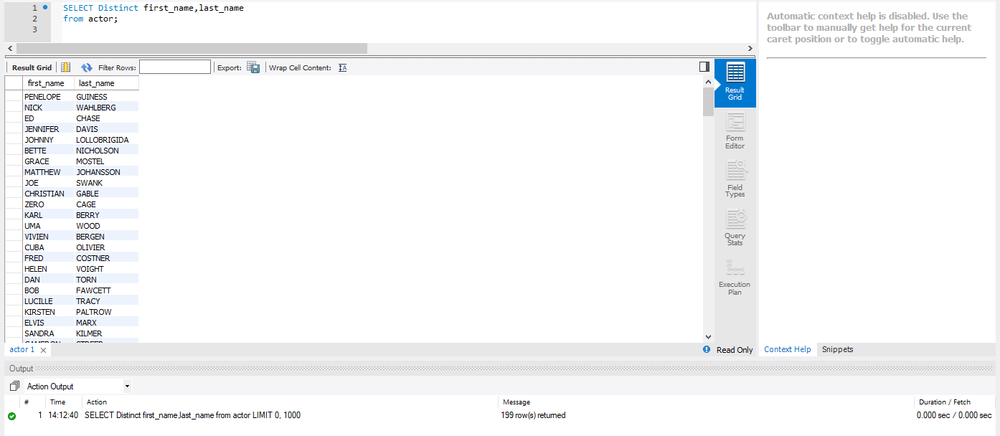 1 SELECT Distinct first_name,last_name
2 from actor;
3
Automatic context help is disabled. Use the
toolbar to manually get help for the current
caret position or to toggle automatic help.
Result Grid Filter Rows: Export: Wrap Cell Content:
first_name last_name
PENELOPE GUINESS
NICK WAHLBERG
ED CHASE
JENNIFER DAVIS
JOHNNY LOLLOBRIGIDA
BETTE NICHOLSON
GRACE MOSTEL
MATTHEW JOHANSSON
JOE SWANK
CHRISTIAN GABLE
ZERO CAGE
KARL BERRY
UMA WOOD
VIVIEN BERGEN
CUBA OLIVIER
FRED COSTNER
HELEN VOIGHT
DAN TORN
BOB FAWCETT
LUCILLE TRACY
KIRSTEN PALTROW
ELVIS MARX
SANDRA KILMER
Result
Grid
Form
Editor
Field
Types
Query
Stats
Execution
Plan
actor 1 Read Only
Context Help Snippets
Output
Action Output
# Time Action Message Duration / Fetch
1 14:12:40 SELECT Distinct first_name,last_name from actor LIMIT 0, 1000 199 row(s) returned 0.000 sec / 0.000 sec